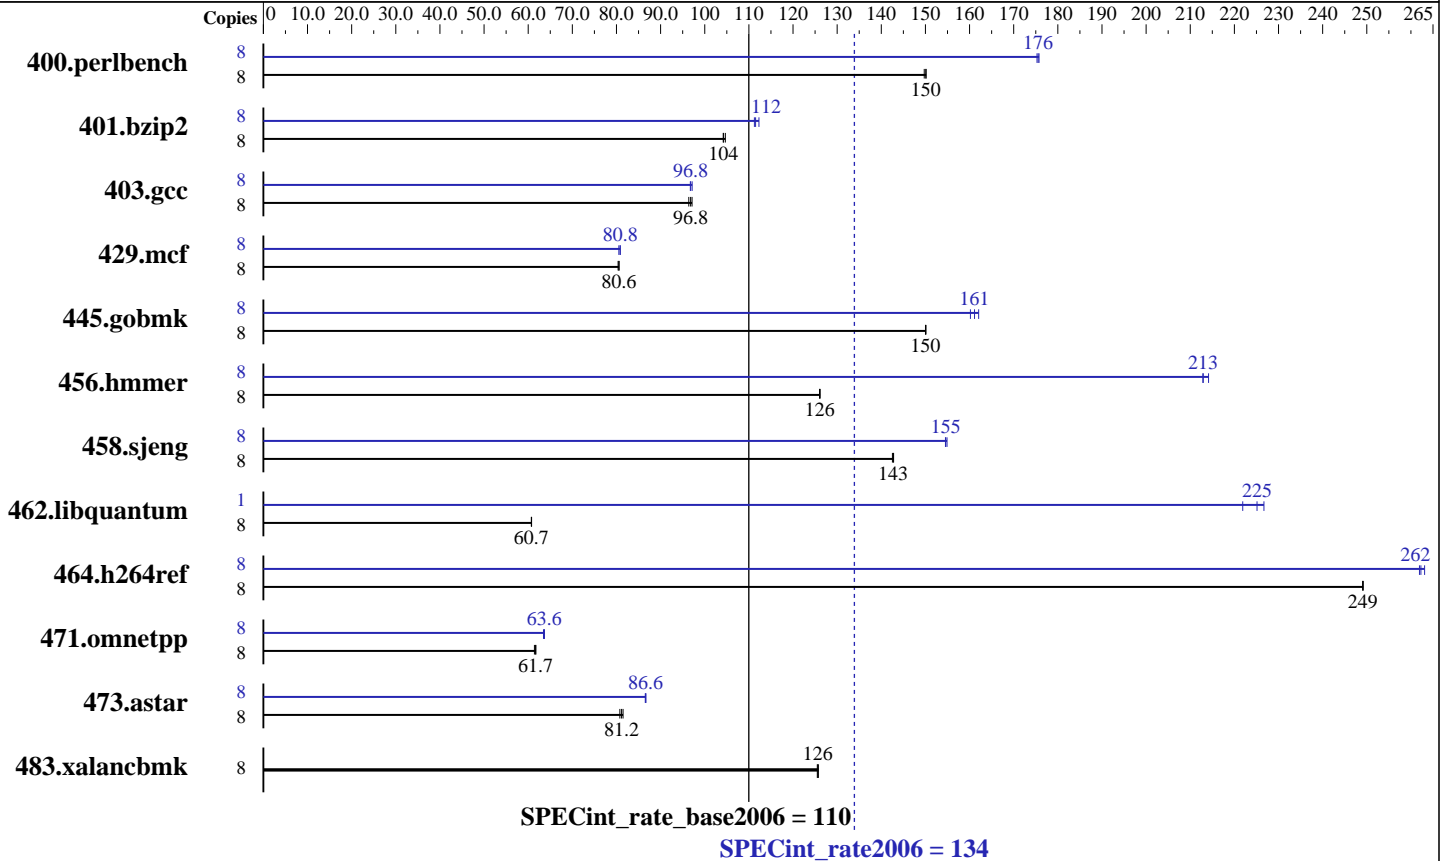 Copies 0 10.0 20.0 30.0 40.0 50.0 60.0 70.0 80.0 90.0 100 110 120 130 140 150 160 170 180 190 200 210 220 230 240 250 265
400.perlbench 8 176
8 150
401.bzip2 8 112
8 104
403.gcc 8 96.8
8 96.8
429.mcf 8 80.8
8 80.6
445.gobmk 8 161
8 150
456.hmmer 8 213
8 126
458.sjeng 8 155
8 143
462.libquantum 1 225
8 60.7
464.h264ref 8 262
8 249
471.omnetpp 8 63.6
8 61.7
473.astar 8 86.6
8 81.2
483.xalancbmk 8 126
SPECint_rate_base2006 = 110
SPECint_rate2006 = 134